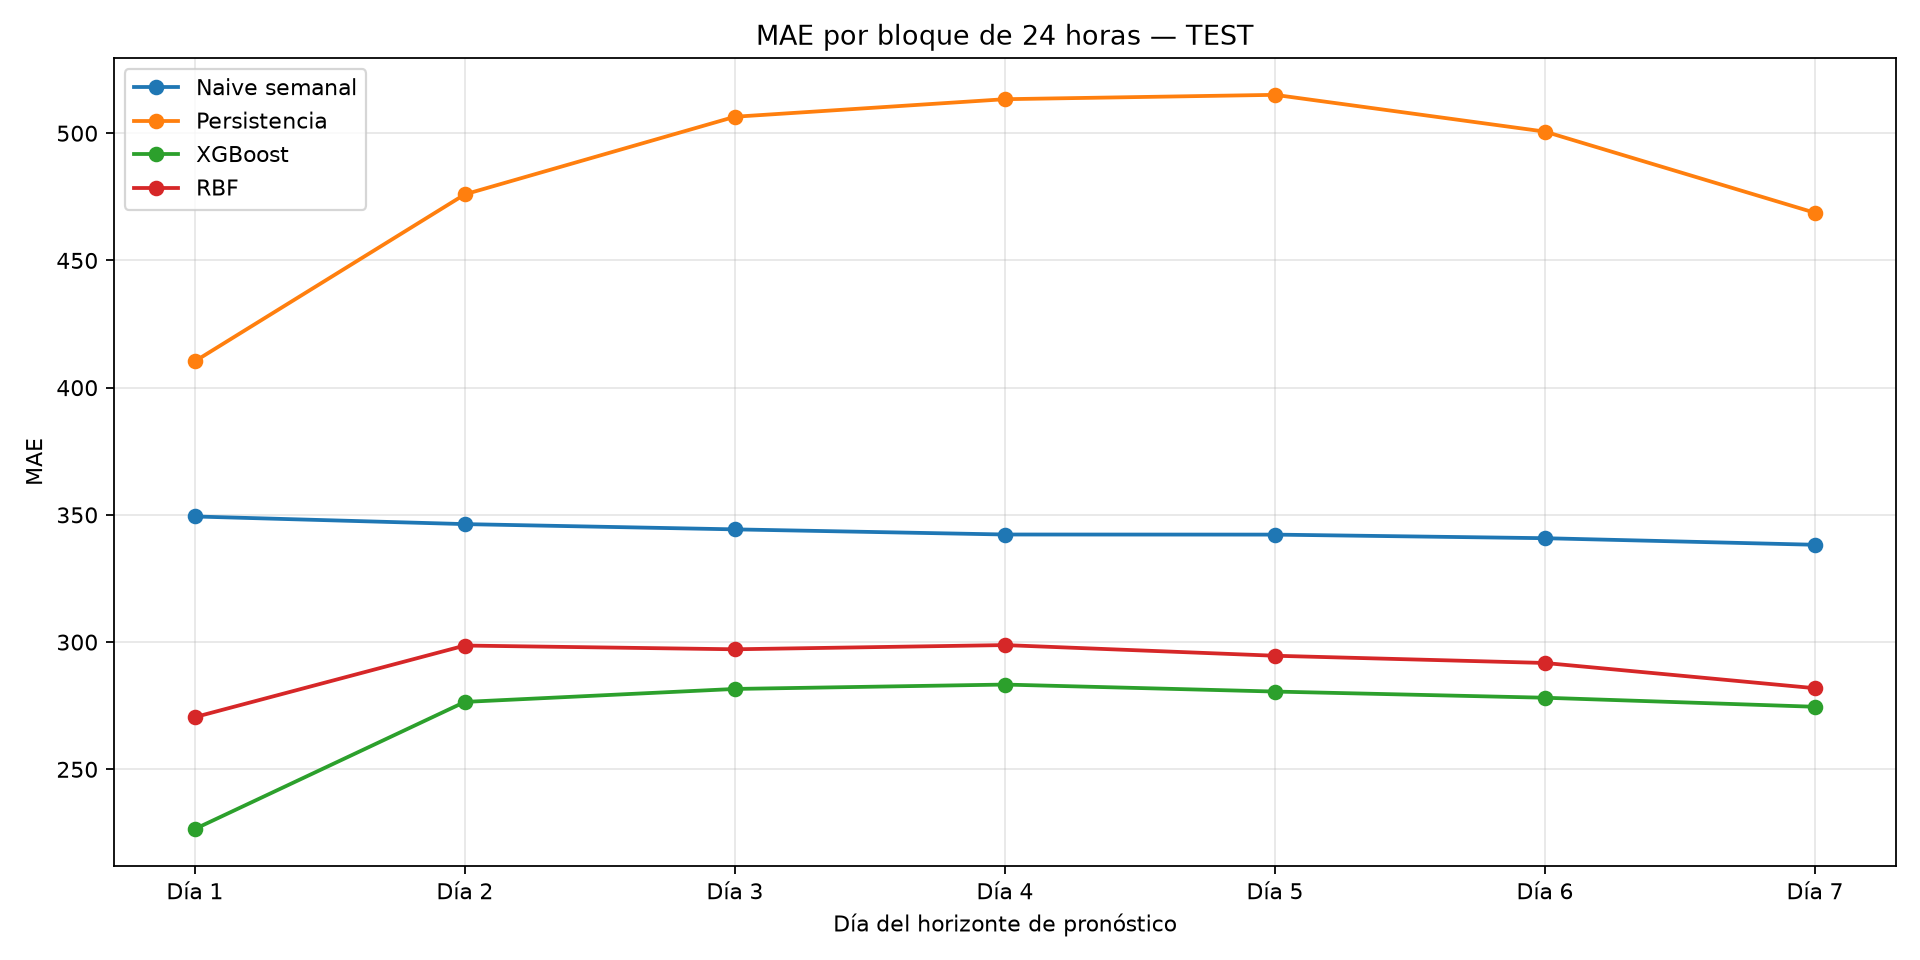 MAE por bloque de 24 horas — TEST
Naive semanal
Persistencia
XGBoost
RBF
500
450
400
350
300
250
MAE
Día 1
Día 2
Día 3
Día 4
Día 5
Día 6
Día 7
Día del horizonte de pronóstico